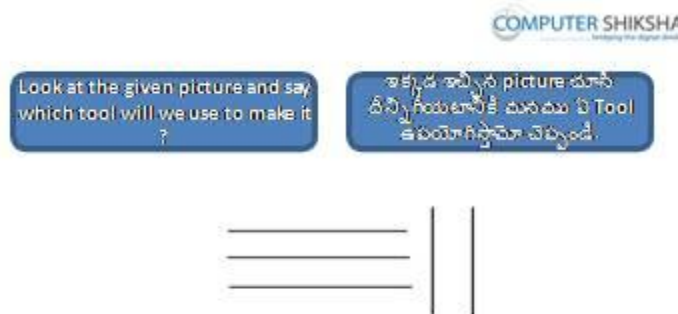 COMPUTER SHIKSHA
Look at the given picture and say
which tool will we use to make it
?
ఇక్కడ ఇచ్చిన picture చూసి
దీన్ని గీయటానికి మనము ఏ Tool
ఉపయోగిస్తామో చెప్పండి.